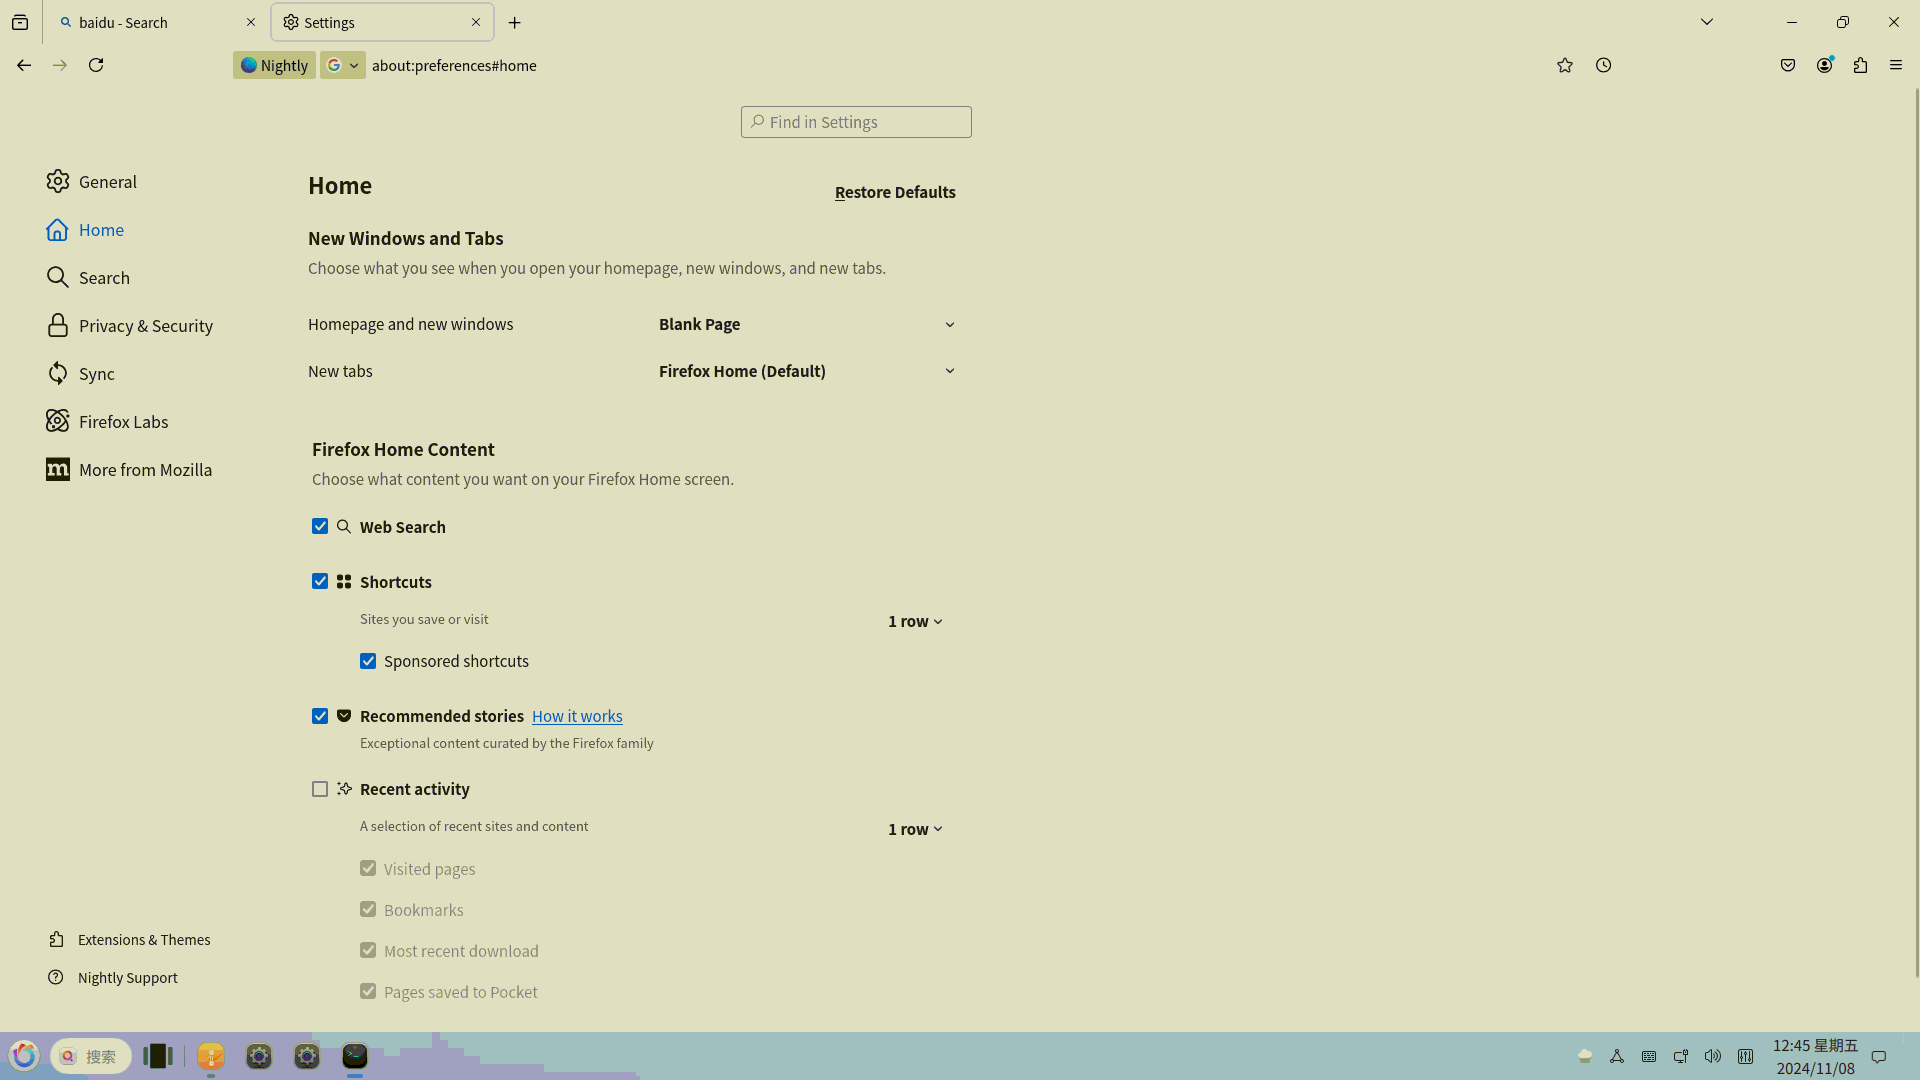 baidu - Search
Settings
Nightly
about:preferences#home
Find in Settings
General
Home
Search
Privacy & Security
Sync
Firefox Labs
More from Mozilla
Extensions & Themes
Nightly Support
Home
Restore Defaults
New Windows and Tabs
Choose what you see when you open your homepage, new windows, and new tabs.
Homepage and new windows
Blank Page
New tabs
Firefox Home (Default)
Firefox Home Content
Choose what content you want on your Firefox Home screen.
Web Search
Shortcuts
Sites you save or visit
1 row
Sponsored shortcuts
Recommended stories How it works
Exceptional content curated by the Firefox family
Recent activity
A selection of recent sites and content
1 row
Visited pages
Bookmarks
Most recent download
Pages saved to Pocket
搜索
12:45 星期五
2024/11/08